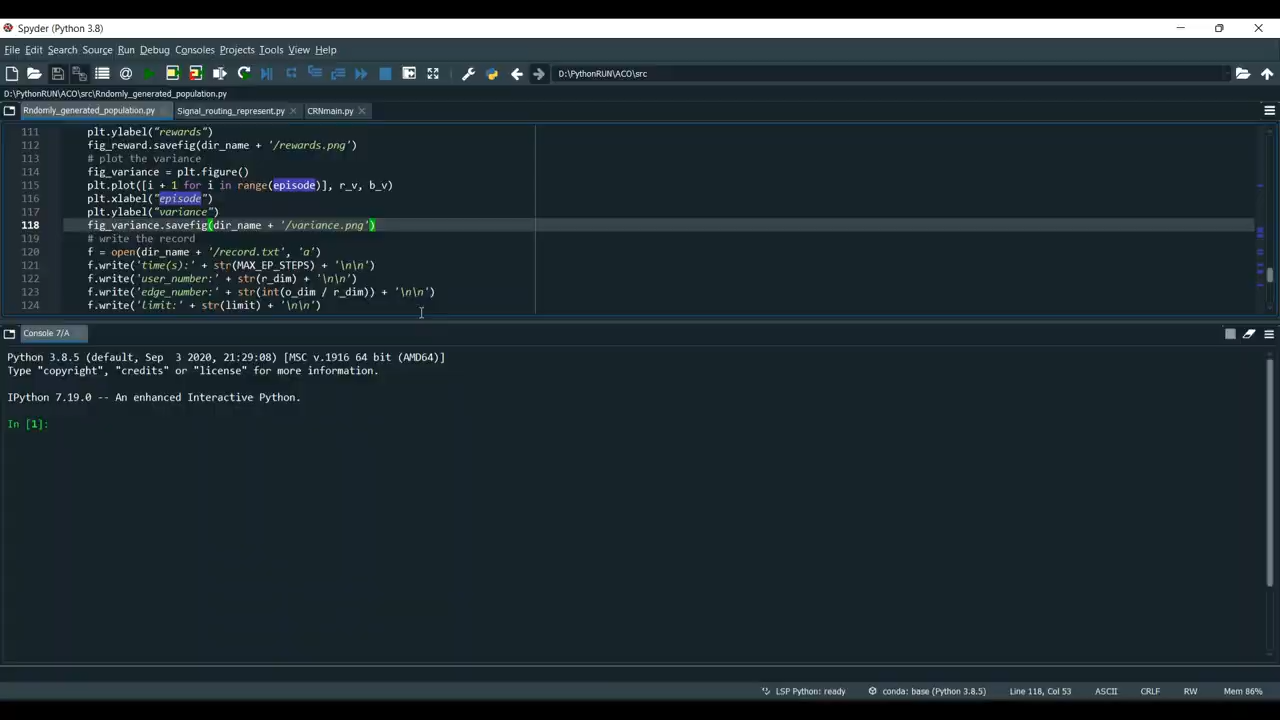 Spyder (Python 3.8)
File Edit Search Source Run Debug Consoles Projects Tools View Help
D:\PythonRUN\ACO\src
D:\PythonRUN\ACO\src\Rndomly_generated_population.py
Rndomly_generated_population.py Signal_routing_represent.py CRNmain.py
111 plt.ylabel("rewards")
112 fig_reward.savefig(dir_name + '/rewards.png')
113 # plot the variance
114 fig_variance = plt.figure()
115 plt.plot([i + 1 for i in range(episode)], r_v, b_v)
116 plt.xlabel("episode")
117 plt.ylabel("variance")
118 fig_variance.savefig(dir_name + '/variance.png')
119 # write the record
120 f = open(dir_name + '/record.txt', 'a')
121 f.write('time(s):' + str(MAX_EP_STEPS) + '\n\n')
122 f.write('user_number:' + str(r_dim) + '\n\n')
123 f.write('edge_number:' + str(int(o_dim / r_dim)) + '\n\n')
124 f.write('limit:' + str(limit) + '\n\n')
Console 7/A
Python 3.8.5 (default, Sep  3 2020, 21:29:08) [MSC v.1916 64 bit (AMD64)]
Type "copyright", "credits" or "license" for more information.
IPython 7.19.0 -- An enhanced Interactive Python.
In [1]:
LSP Python: ready conda: base (Python 3.8.5) Line 118, Col 53 ASCII CRLF RW Mem 86%